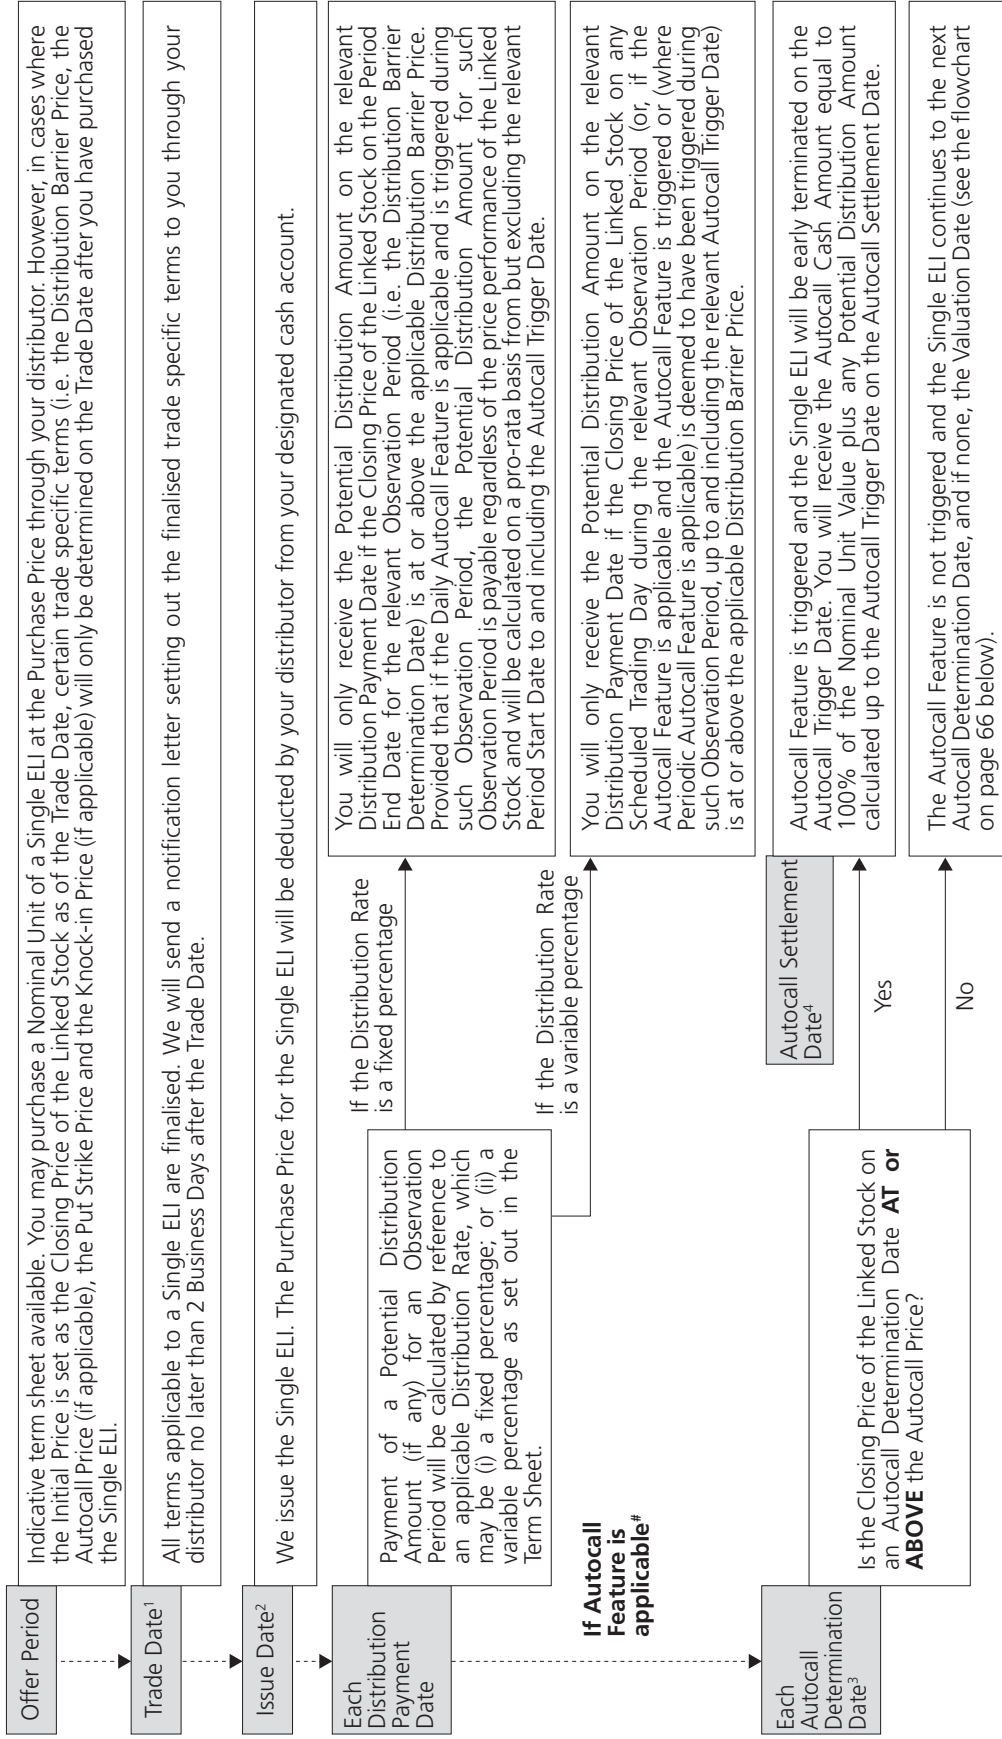 Offer Period
Indicative term sheet available. You may purchase a Nominal Unit of a Single ELI at the Purchase Price through your distributor. However, in cases where
the Initial Price is set as the Closing Price of the Linked Stock as of the Trade Date, certain trade specific terms (i.e. the Distribution Barrier Price, the
Autocall Price (if applicable), the Put Strike Price and the Knock-in Price (if applicable) will only be determined on the Trade Date after you have purchased
the Single ELI.
Trade Date1
All terms applicable to a Single ELI are finalised. We will send a notification letter setting out the finalised trade specific terms to you through your
distributor no later than 2 Business Days after the Trade Date.
Issue Date2
We issue the Single ELI. The Purchase Price for the Single ELI will be deducted by your distributor from your designated cash account.
Each
Distribution
Payment
Date
Payment of a Potential Distribution
Amount (if any) for an Observation
Period will be calculated by reference to
an applicable Distribution Rate, which
may be (i) a fixed percentage; or (ii) a
variable percentage as set out in the
Term Sheet.
If the Distribution Rate
is a fixed percentage
You will only receive the Potential Distribution Amount on the relevant
Distribution Payment Date if the Closing Price of the Linked Stock on the Period
End Date for the relevant Observation Period (i.e. the Distribution Barrier
Determination Date) is at or above the applicable Distribution Barrier Price.
Provided that if the Daily Autocall Feature is applicable and is triggered during
such Observation Period, the Potential Distribution Amount for such
Observation Period is payable regardless of the price performance of the Linked
Stock and will be calculated on a pro-rata basis from but excluding the relevant
Period Start Date to and including the Autocall Trigger Date.
If the Distribution Rate
is a variable percentage
You will only receive the Potential Distribution Amount on the relevant
Distribution Payment Date if the Closing Price of the Linked Stock on any
Scheduled Trading Day during the relevant Observation Period (or, if the
Autocall Feature is applicable and the Autocall Feature is triggered or (where
Periodic Autocall Feature is applicable) is deemed to have been triggered during
such Observation Period, up to and including the relevant Autocall Trigger Date)
is at or above the applicable Distribution Barrier Price.
If Autocall
Feature is
applicable#
Each
Autocall
Determination
Date3
Is the Closing Price of the Linked Stock on
an Autocall Determination Date AT or
ABOVE the Autocall Price?
Autocall Settlement
Date4
Yes
Autocall Feature is triggered and the Single ELI will be early terminated on the
Autocall Trigger Date. You will receive the Autocall Cash Amount equal to
100% of the Nominal Unit Value plus any Potential Distribution Amount
calculated up to the Autocall Trigger Date on the Autocall Settlement Date.
No
The Autocall Feature is not triggered and the Single ELI continues to the next
Autocall Determination Date, and if none, the Valuation Date (see the flowchart
on page 66 below).